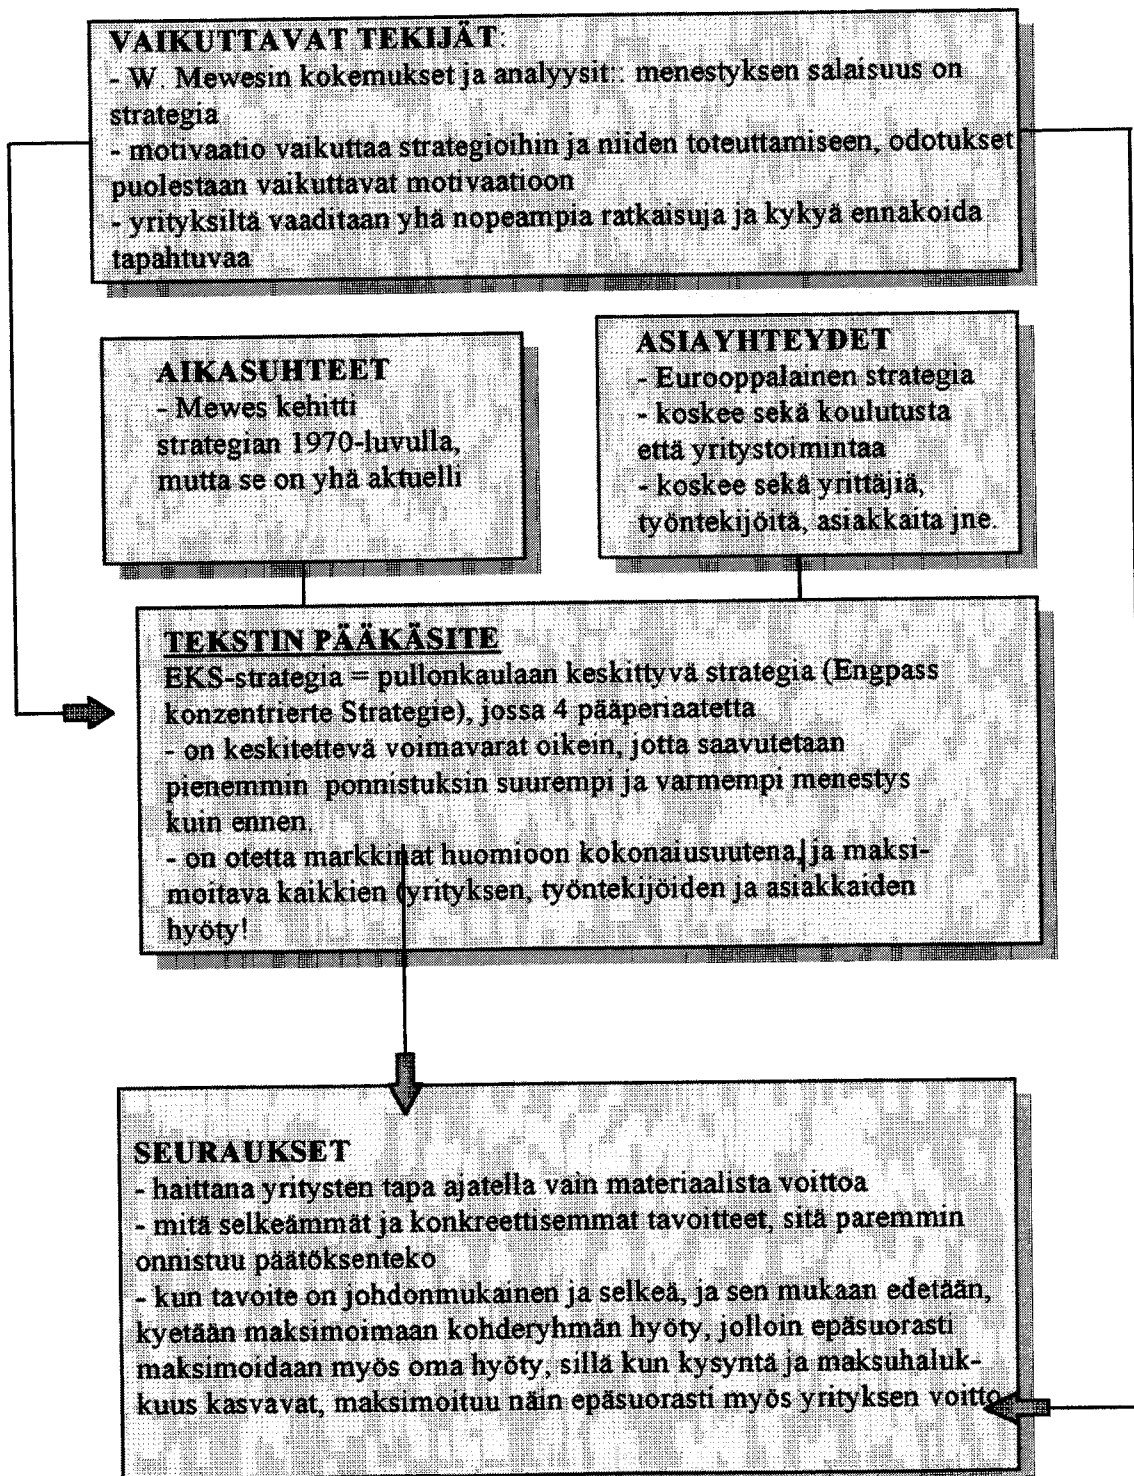 VAIKUTTAVAT TEKIJÄT:
- W. Mewesin kokemukset ja analyysit:: menestyksen salaisuus on
strategia
- motivaatio vaikuttaa strategioihin ja niiden toteuttamiseen, odotukset
puolestaan vaikuttavat motivaatioon
- yrityksiltä vaaditaan yhä nopeampia ratkaisuja ja kykyä ennakoida
tapahtuvaa
AIKASUHTEET
- Mewes kehitti
strategian 1970-luvulla,
mutta se on yhä aktuelli
ASIAYHTEYDET
- Eurooppalainen strategia
- koskee sekä koulutusta
että yritystoimintaa
- koskee sekä yrittäjiä,
työntekijöitä, asiakkaita jne.
TEKSTIN PÄÄKÄSITE
EKS-strategia = pullonkaulaan keskittyvä strategia (Engpass
konzentrierte Strategie), jossa 4 pääperiaatetta
- on keskitettevä voimavarat oikein, jotta saavutetaan
pienemmin ponnistuksin suurempi ja varmempi menestys
kuin ennen.
- on otetta markkinat huomioon kokonaiusuutena, ja maksi-
moitava kaikkien (yrityksen, työntekijöiden ja asiakkaiden
hyöty!
SEURAUKSET
- haittana yritysten tapa ajatella vain materiaalista voittoa
- mitä selkeämmät ja konkreettisemmat tavoitteet, sitä paremmin
onnistuu päätöksenteko
- kun tavoite on johdonmukainen ja selkeä, ja sen mukaan edetään,
kyetään maksimoimaan kohderyhmän hyöty, jolloin epäsuorasti
maksimoidaan myös oma hyöty, sillä kun kysyntä ja maksuhaluk-
kuus kasvavat, maksimoituu näin epäsuorasti myös yrityksen voitto